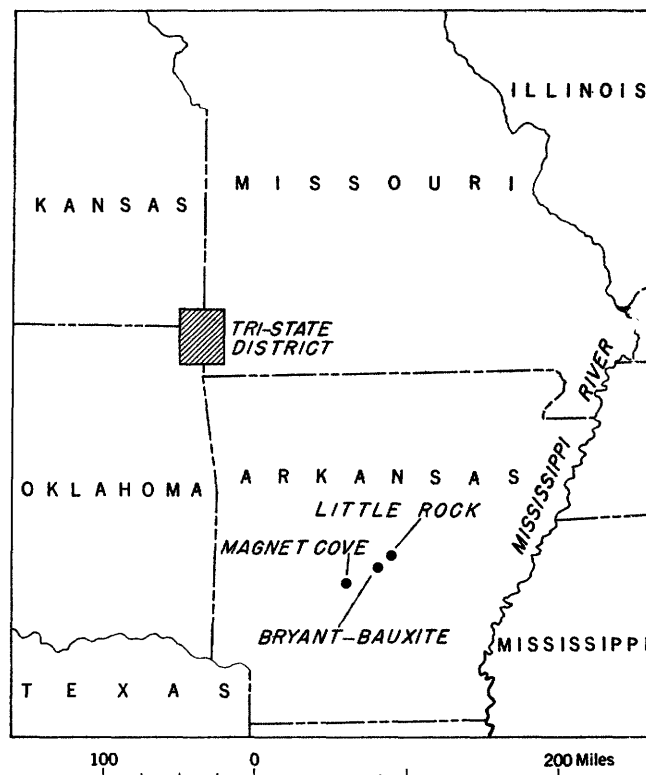 ILLINOIS
MISSOURI
KANSAS
TRI-STATE
DISTRICT
MISSISSIPPI RIVER
OKLAHOMA
ARKANSAS
LITTLE ROCK
MAGNET COVE
BRYANT-BAUXITE
MISSISSIPPI
TEXAS
100 0 200 Miles